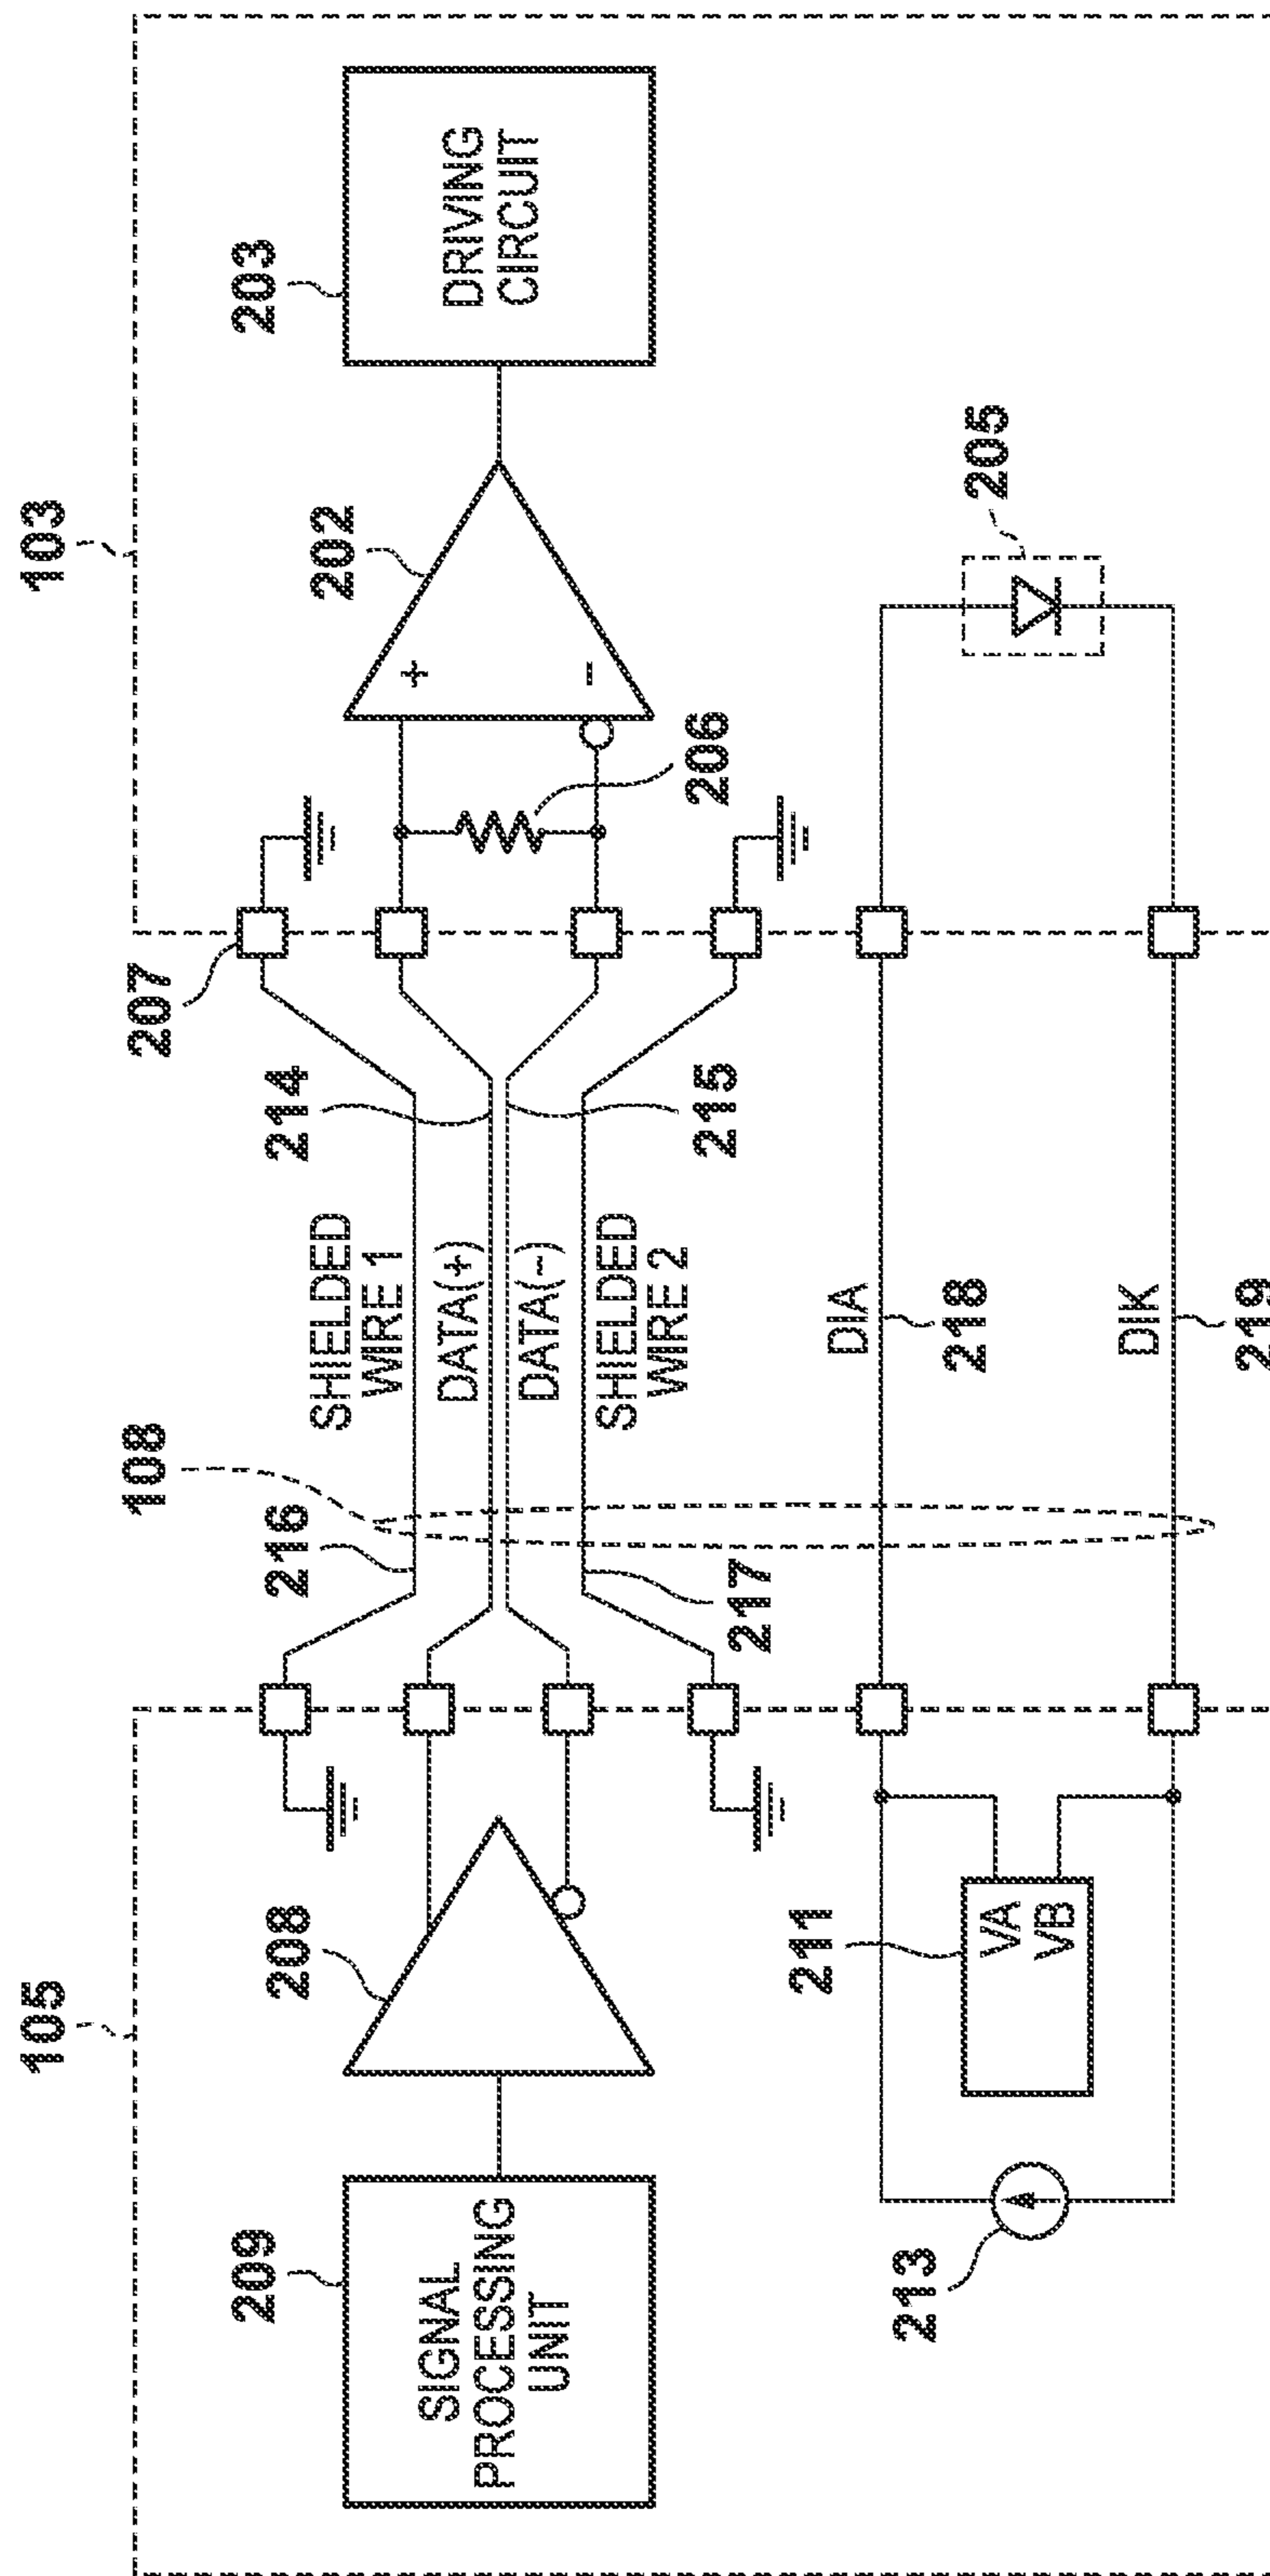 105
108
103
209
SIGNAL
PROCESSING
UNIT
208
216
SHIELDED
WIRE 1
DATA(+)
DATA(−)
SHIELDED
WIRE 2
217
214
215
207
206
202
+
−
203
DRIVING
CIRCUIT
213
211
VA
VB
DIA
218
DIK
219
205